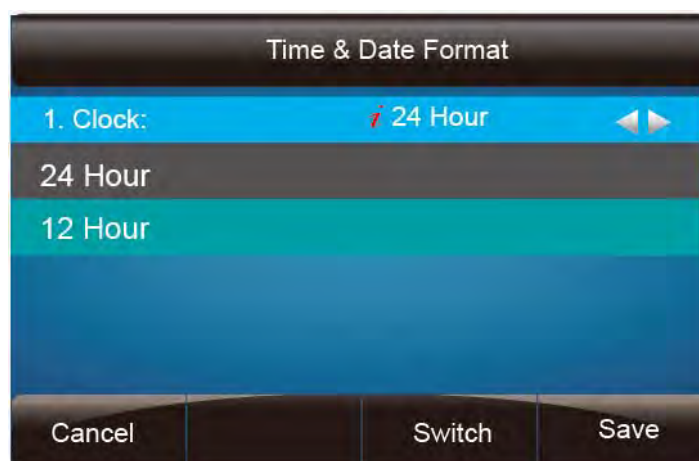 Time & Date Format
1. Clock: i 24 Hour
24 Hour
12 Hour
Cancel Switch Save